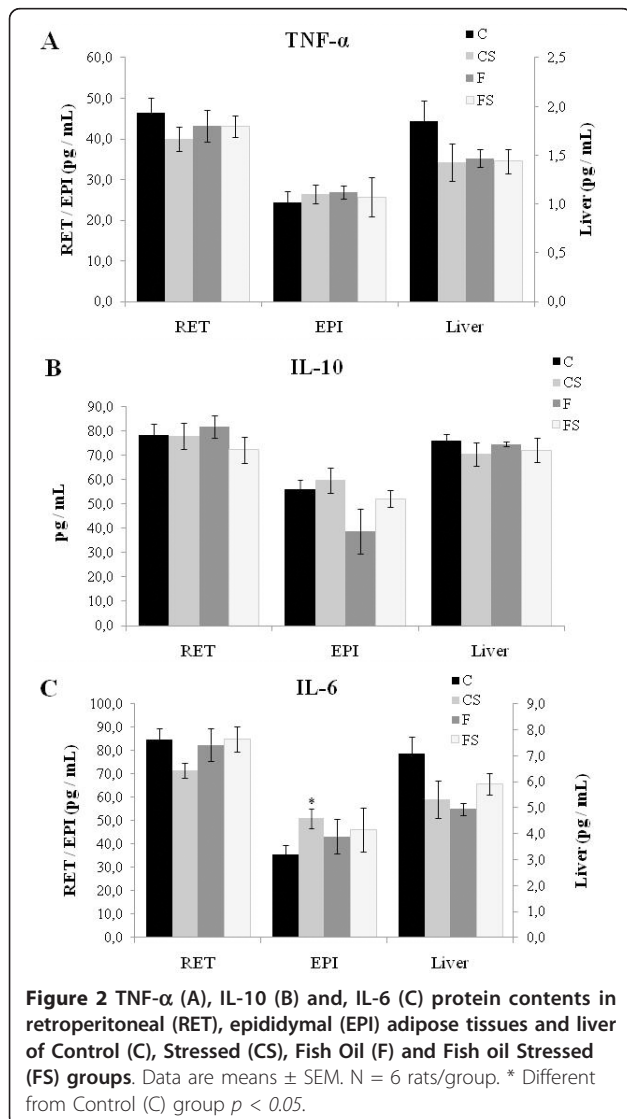 A
TNF-α
C
CS
F
FS
60,0
50,0
40,0
30,0
20,0
10,0
0,0
RET / EPI (pg / mL)
2,5
2,0
1,5
1,0
0,5
0,0
Liver (pg / mL)
RET EPI Liver
B
IL-10
C
CS
F
FS
90,0
80,0
70,0
60,0
50,0
40,0
30,0
20,0
10,0
0,0
pg / mL
RET EPI Liver
C
IL-6
C
CS
F
FS
100,0
90,0
80,0
70,0
60,0
50,0
40,0
30,0
20,0
10,0
0,0
RET / EPI (pg / mL)
*
9,0
8,0
7,0
6,0
5,0
4,0
3,0
2,0
1,0
0,0
Liver (pg / mL)
RET EPI Liver
Figure 2 TNF-α (A), IL-10 (B) and, IL-6 (C) protein contents in
retroperitoneal (RET), epididymal (EPI) adipose tissues and liver
of Control (C), Stressed (CS), Fish Oil (F) and Fish oil Stressed
(FS) groups. Data are means ± SEM. N = 6 rats/group. * Different
from Control (C) group p < 0.05.